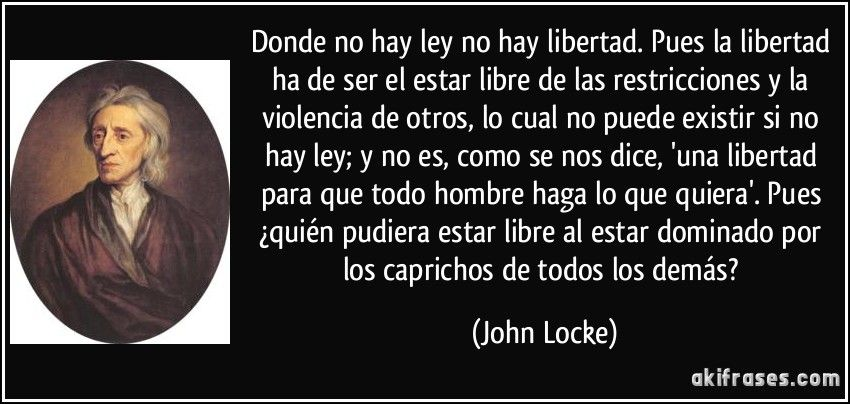 Donde no hay ley no hay libertad. Pues la libertad
ha de ser el estar libre de las restricciones y la
violencia de otros, lo cual no puede existir si no
hay ley; y no es, como se nos dice, 'una libertad
para que todo hombre haga lo que quiera'. Pues
¿quién pudiera estar libre al estar dominado por
los caprichos de todos los demás?
(John Locke)
akifrases.com